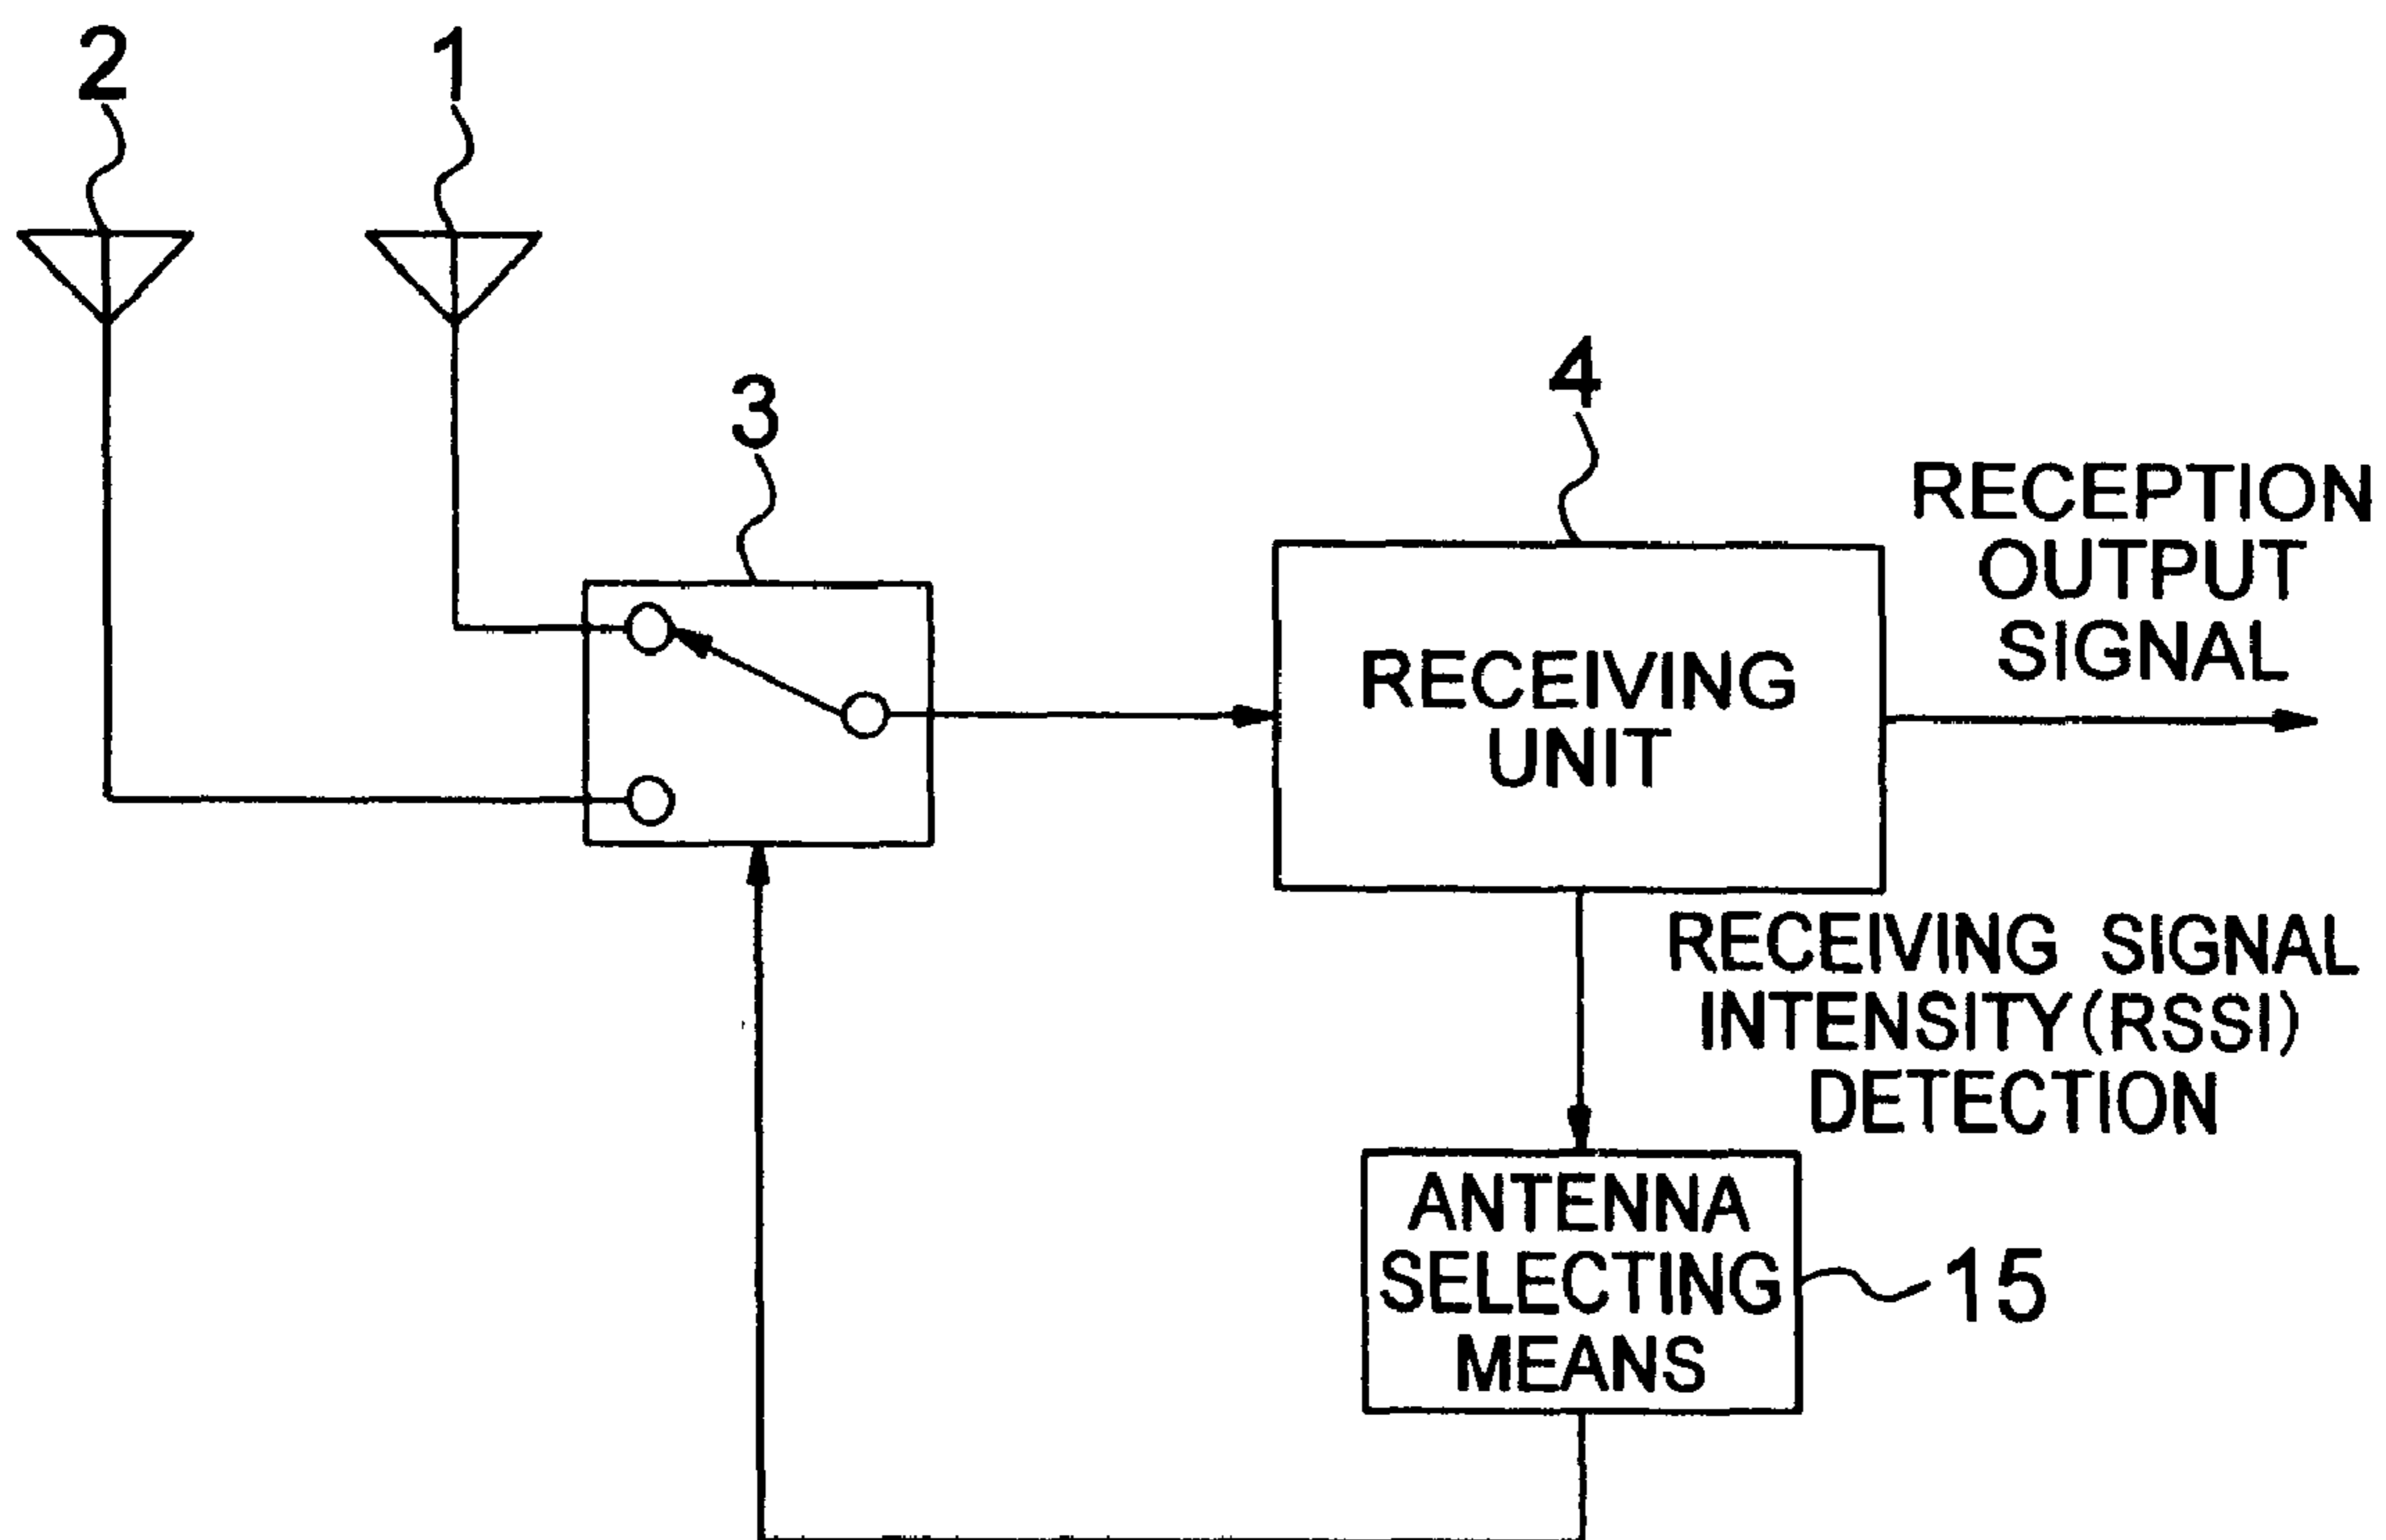 2
1
3
4
RECEPTION
OUTPUT
SIGNAL
RECEIVING
UNIT
RECEIVING SIGNAL
INTENSITY(RSSI)
DETECTION
ANTENNA
SELECTING
MEANS
15